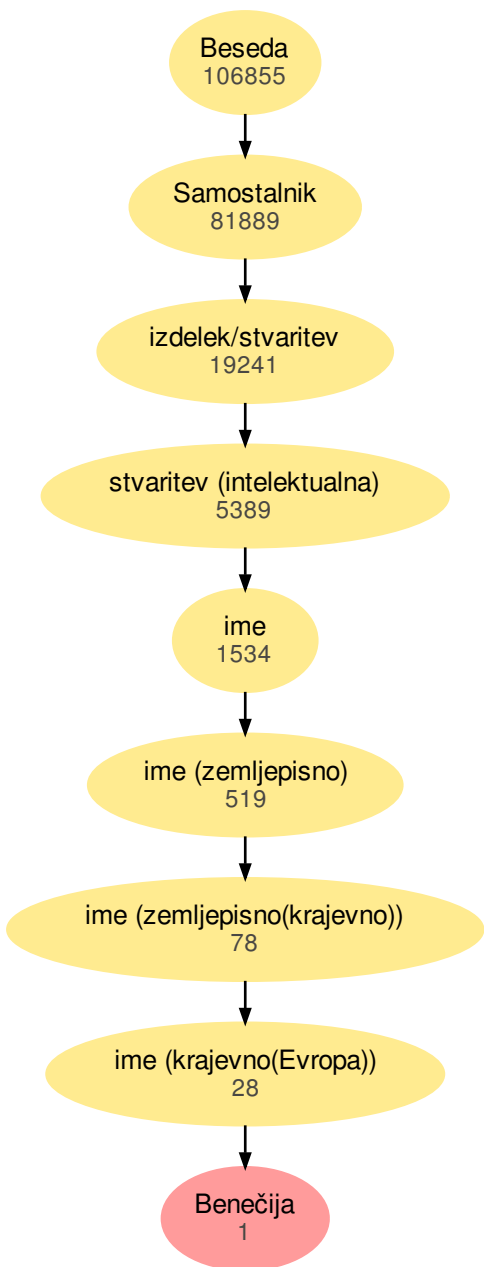 Beseda
106855
Samostalnik
81889
izdelek/stvaritev
19241
stvaritev (intelektualna)
5389
ime
1534
ime (zemljepisno)
519
ime (zemljepisno(krajevno))
78
ime (krajevno(Evropa))
28
Benečija
1